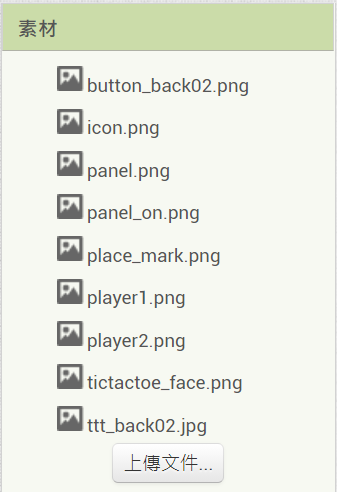 素材
button_back02.png
icon.png
panel.png
panel_on.png
place_mark.png
player1.png
player2.png
tictactoe_face.png
ttt_back02.jpg
上傳文件...